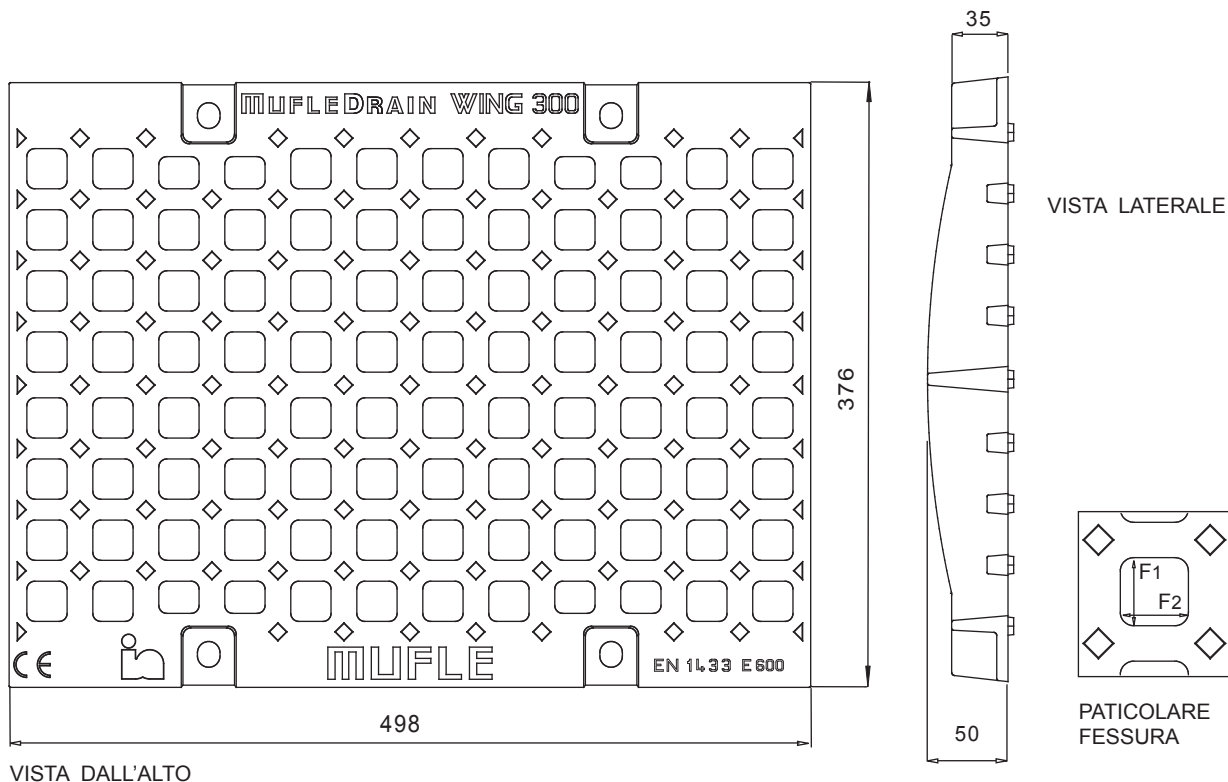 35
MUFLEDRAIN WING 300
VISTA LATERALE
376
F1
F2
CE
in
MUFLE
EN 1433 E600
498
50
PATICOLARE
FESSURA
VISTA DALL'ALTO